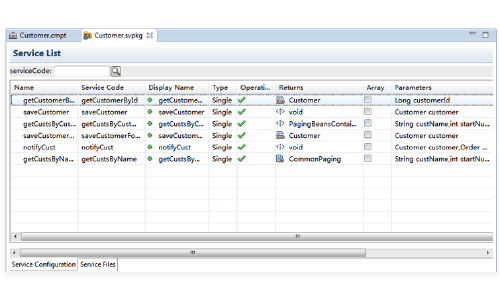 Customer.cmpt Customer.svpkg
Service List
serviceCode:
Name Service Code Display Name Type Operati... Returns Array Parameters
getCustomerB... getCustomerById getCustome... Single Customer Long customerId
saveCustomer saveCustomer saveCustomer Single void Customer customer
getCustsByCus... getCustsByCust... getCustsByC... Single PagingBeansContai... String custName,int startNu...
saveCustomer... saveCustomerFo... saveCustom... Single Customer Customer customer
notifyCust notifyCust notifyCust Single void Customer customer,Order ...
getCustsByNa... getCustsByName getCustsBy... Single CommonPaging String custName,int startNu...
Service Configuration Service Files